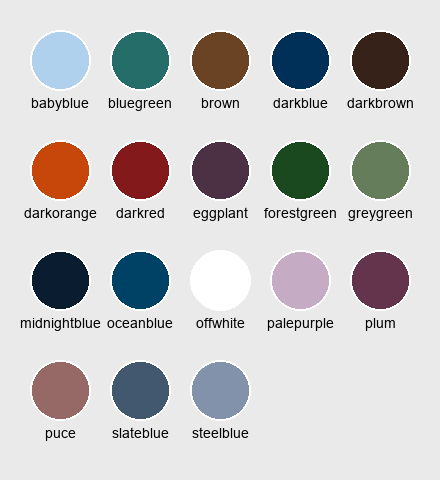 babyblue bluegreen brown darkblue darkbrown
darkorange darkred eggplant forestgreen greygreen
midnightblue oceanblue offwhite palepurple plum
puce slateblue steelblue